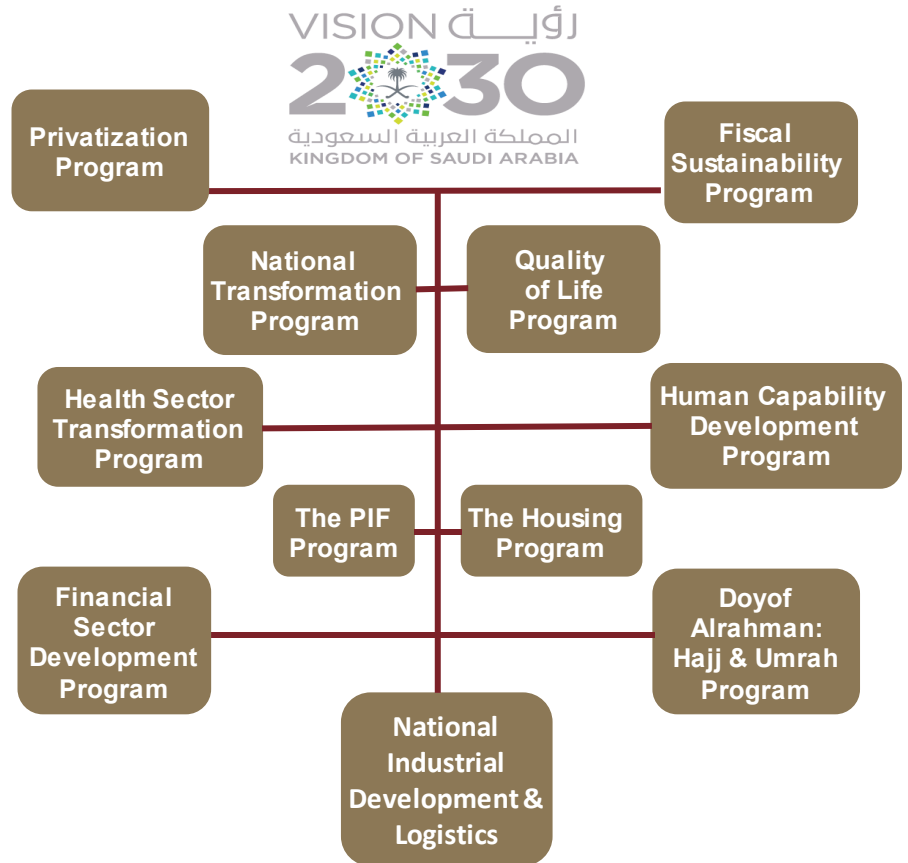 VISION رؤيـــة
2030
المملكة العربية السعودية
KINGDOM OF SAUDI ARABIA
Privatization
Program
Fiscal
Sustainability
Program
National
Transformation
Program
Quality
of Life
Program
Health Sector
Transformation
Program
Human Capability
Development
Program
The PIF
Program
The Housing
Program
Financial
Sector
Development
Program
Doyof
Alrahman:
Hajj & Umrah
Program
National
Industrial
Development &
Logistics